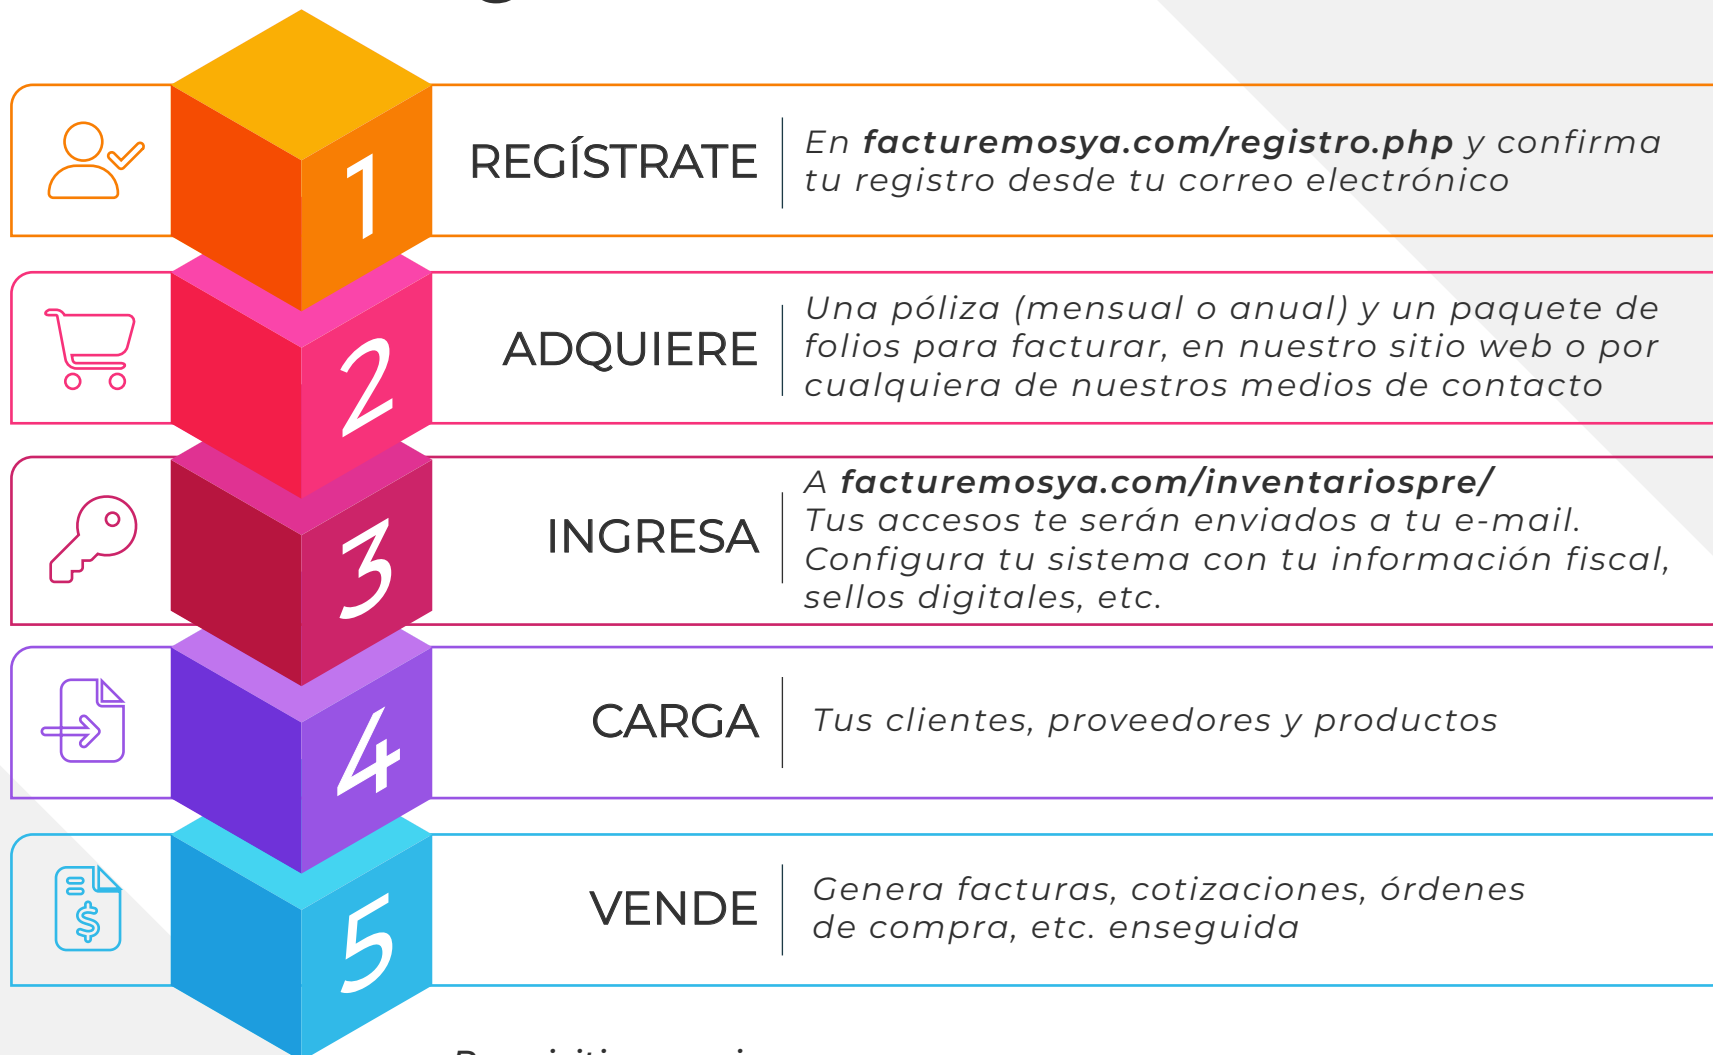 1
REGÍSTRATE
En facturemosya.com/registro.php y confirma
tu registro desde tu correo electrónico
2
ADQUIERE
Una póliza (mensual o anual) y un paquete de
folios para facturar, en nuestro sitio web o por
cualquiera de nuestros medios de contacto
3
INGRESA
A facturemosya.com/inventariospre/
Tus accesos te serán enviados a tu e-mail.
Configura tu sistema con tu información fiscal,
sellos digitales, etc.
4
CARGA
Tus clientes, proveedores y productos
5
VENDE
Genera facturas, cotizaciones, órdenes
de compra, etc. enseguida
$